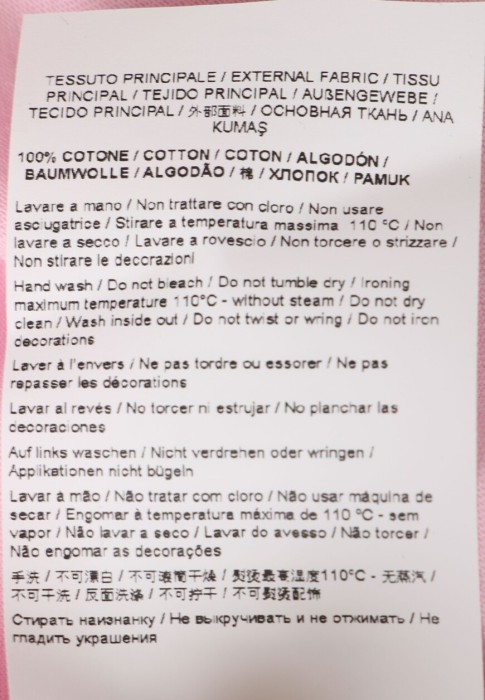 TESSUTO PRINCIPALE / EXTERNAL FABRIC / TISSU
PRINCIPAL / TEJIDO PRINCIPAL / AUßENGEWEBE /
TECIDO PRINCIPAL / 外部面料 / ОСНОВНАЯ ТКАНЬ / ANA
KUMAŞ
100% COTONE / COTTON / COTON / ALGODÓN /
BAUMWOLLE / ALGODÃO / 棉 / ХЛОПОК / PAMUK
Lavare a mano / Non trattare con cloro / Non usare
asciugatrice / Stirare a temperatura massima 110 °C / Non
lavare a secco / Lavare a rovescio / Non torcere o strizzare /
Non stirare le decorazioni
Hand wash / Do not bleach / Do not tumble dry / Ironing
maximum temperature 110°C - without steam / Do not dry
clean / Wash inside out / Do not twist or wring / Do not iron
decorations
Laver à l'envers / Ne pas tordre ou essorer / Ne pas
repasser les décorations
Lavar al revés / No torcer ni estrujar / No planchar las
decoraciones
Auf links waschen / Nicht verdrehen oder wringen /
Applikationen nicht bügeln
Lavar à mão / Não tratar com cloro / Não usar máquina de
secar / Engomar à temperatura máxima de 110 °C - sem
vapor / Não lavar a seco / Lavar do avesso / Não torcer /
Não engomar as decorações
手洗 / 不可漂白 / 不可滚筒干燥 / 熨烫最高温度110°C - 无蒸汽 /
不可干洗 / 反面洗涤 / 不可拧干 / 不可熨烫配饰
Стирать наизнанку / Не выкручивать и не отжимать / Не
гладить украшения